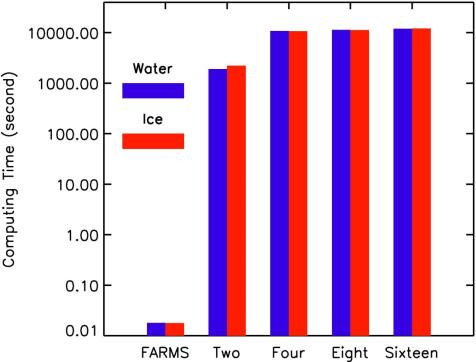 Computing Time (second)
10000.00
1000.00
100.00
10.00
1.00
0.10
0.01
Water
Ice
FARMS Two Four Eight Sixteen